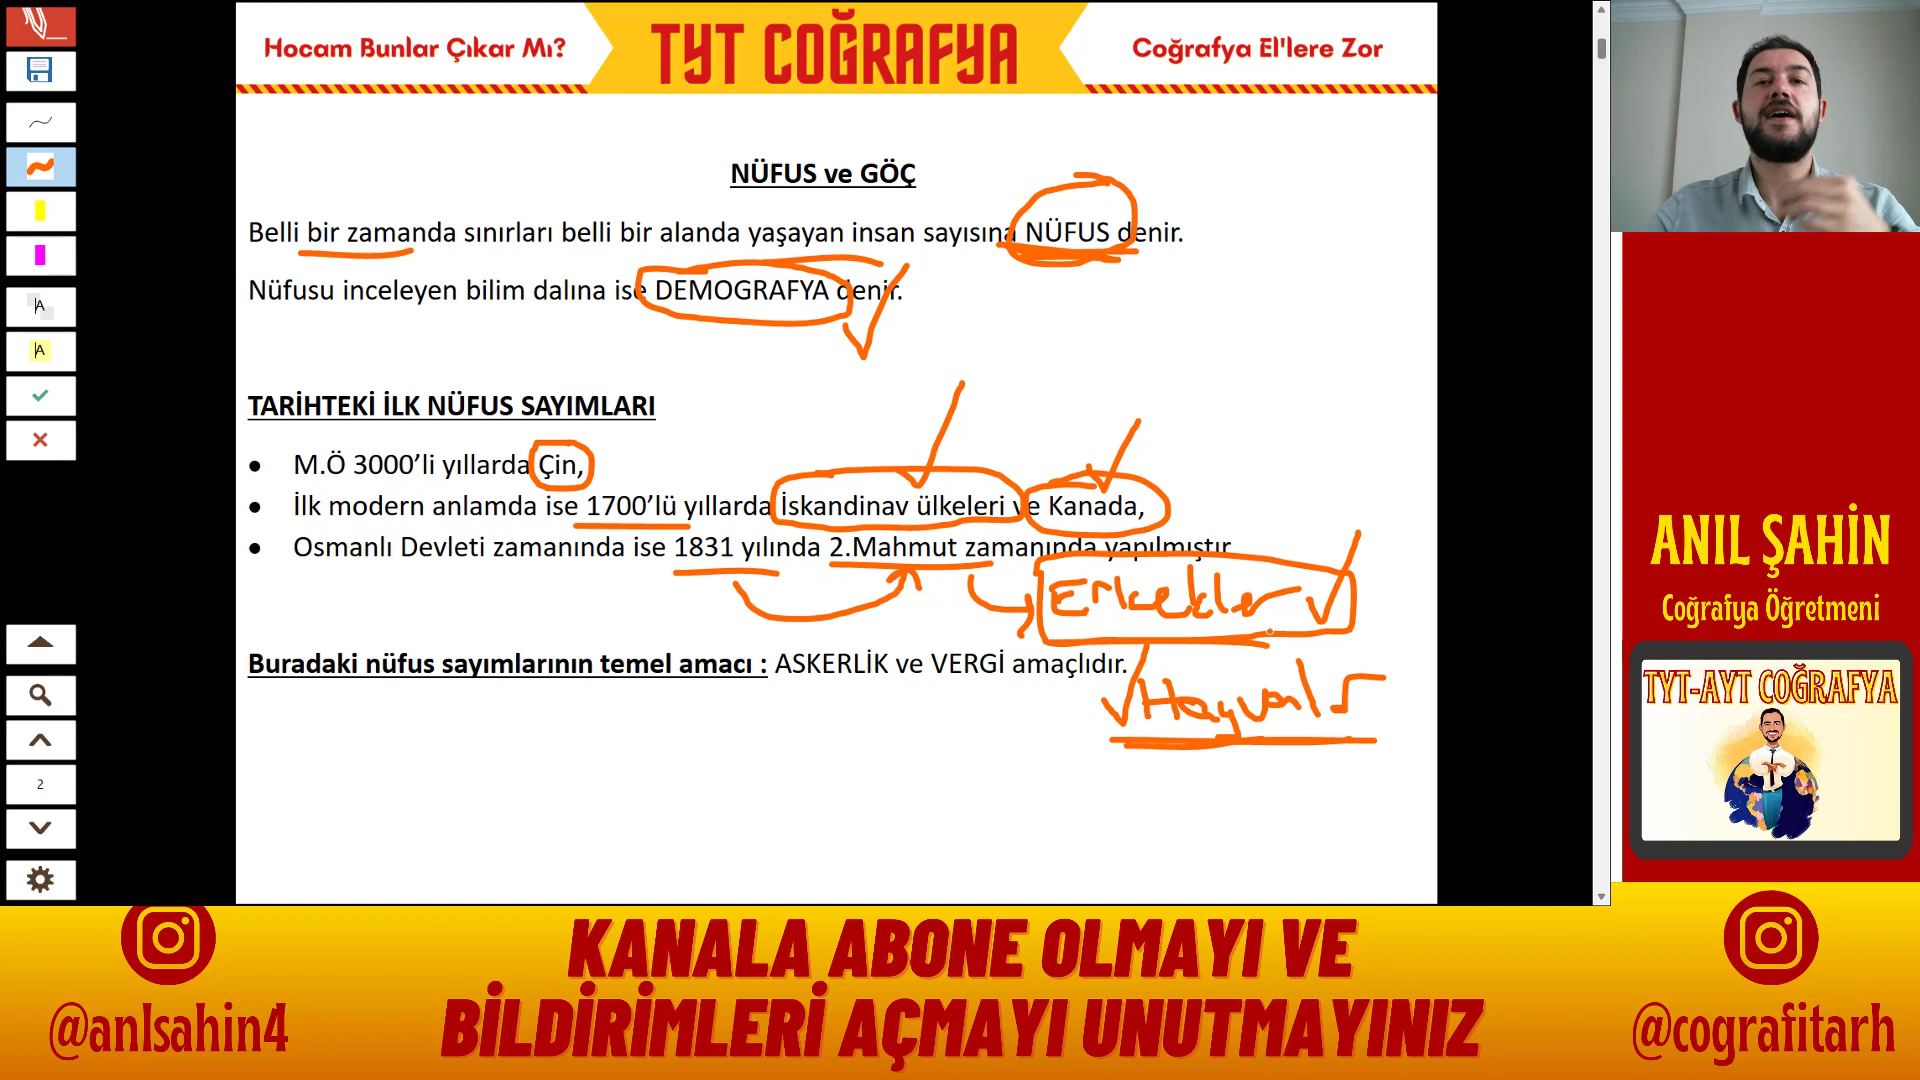 Hocam Bunlar Çıkar Mı?
TYT COĞRAFYA
Coğrafya El'lere Zor
NÜFUS ve GÖÇ
Belli bir zamanda sınırları belli bir alanda yaşayan insan sayısına NÜFUS denir.
Nüfusu inceleyen bilim dalına ise DEMOGRAFYA denir.
TARİHTEKİ İLK NÜFUS SAYIMLARI
● M.Ö 3000’li yıllarda Çin,
● İlk modern anlamda ise 1700’lü yıllarda İskandinav ülkeleri ve Kanada,
● Osmanlı Devleti zamanında ise 1831 yılında 2.Mahmut zamanında yapılmıştır
Erkekler
Buradaki nüfus sayımlarının temel amacı : ASKERLİK ve VERGİ amaçlıdır.
A
A
2
ANIL ŞAHİN
Coğrafya Öğretmeni
TYT-AYT COĞRAFYA
KANALA ABONE OLMAYI VE
BİLDİRİMLERİ AÇMAYI UNUTMAYINIZ
@anlsahin4
@cografitarh